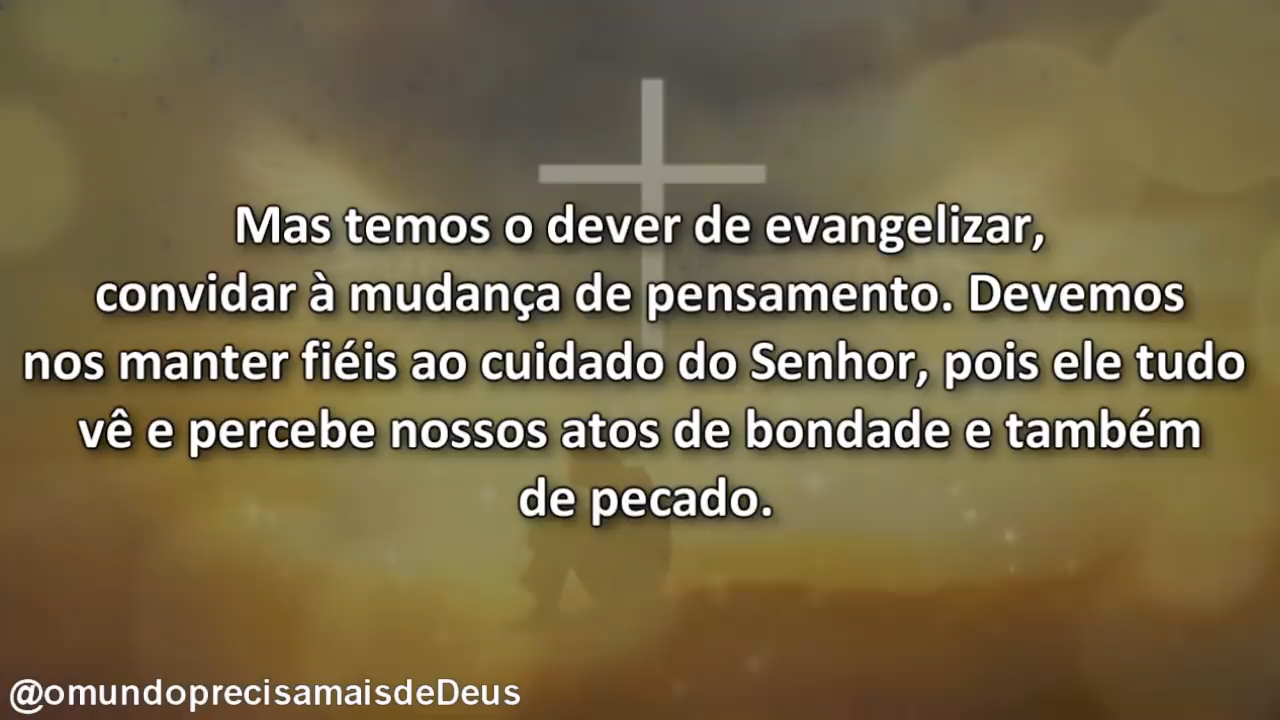 Mas temos o dever de evangelizar,
convidar à mudança de pensamento. Devemos
nos manter fiéis ao cuidado do Senhor, pois ele tudo
vê e percebe nossos atos de bondade e também
de pecado.
@omundoprecisamaisdeDeus